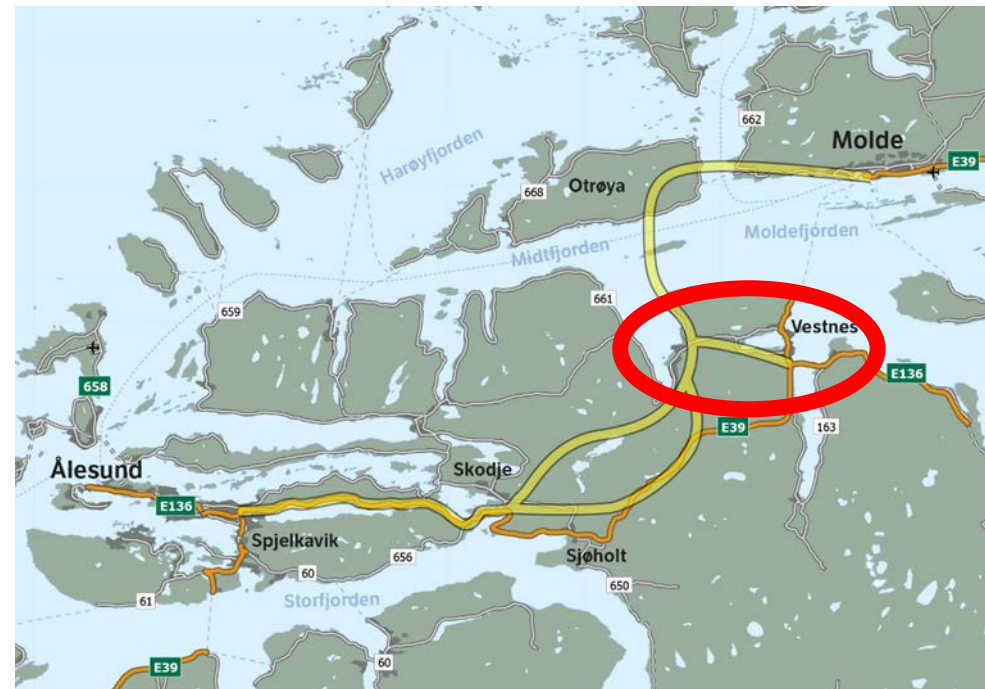 662
Molde
E39
Harøyfjorden
668
Otrøya
Moldefjorden
Midtfjorden
661
659
Vestnes
658
E136
E39
163
Ålesund
Skodje
E136
Spjelkavik
Sjøholt
656
60
650
61
Storfjorden
60
E39